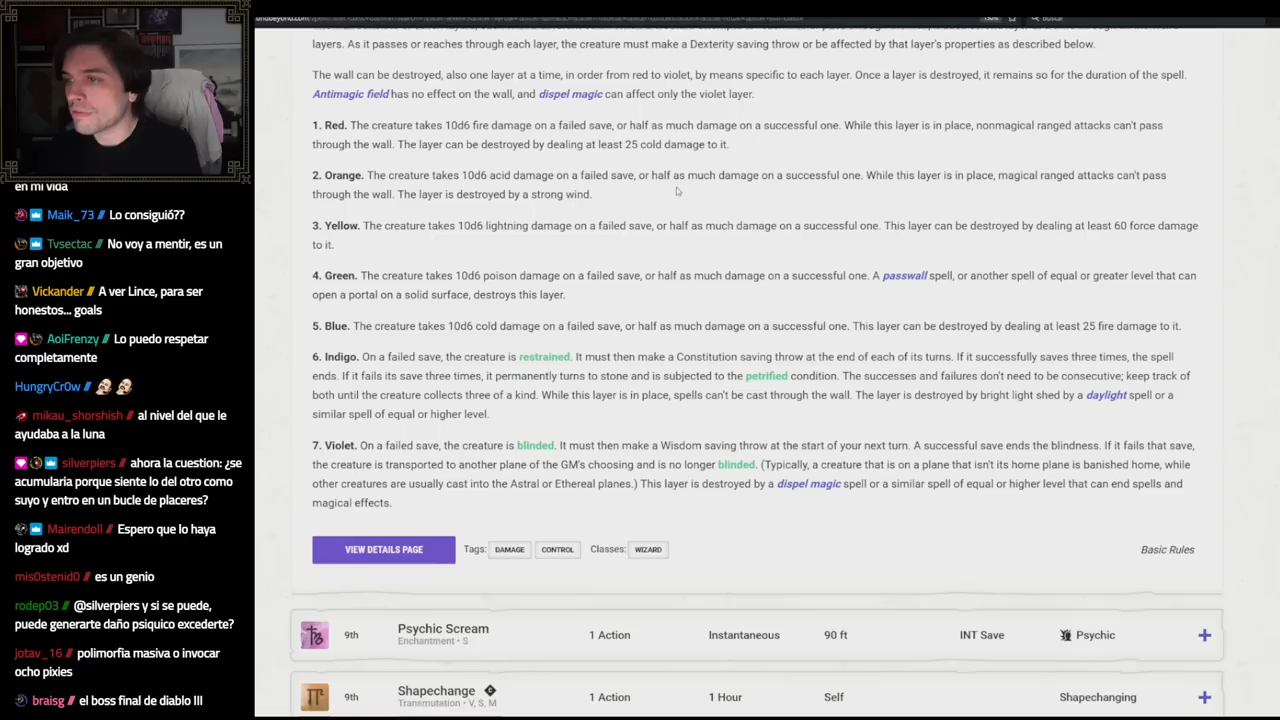 en mi vida
Maik_73 // Lo consiguió??
Tvsectac // No voy a mentir, es un
gran objetivo
Vickander // A ver Lince, para ser
honestos... goals
AoiFrenzy // Lo puedo respetar
completamente
HungryCr0w //
mikau_shorshish // al nivel del que le
ayudaba a la luna
silverpiers // ahora la cuestion: ¿se
acumularia porque siente lo del otro como
suyo y entro en un bucle de placeres?
Mairendoll // Espero que lo haya
logrado xd
mis0stenid0 // es un genio
rodep03 // @silverpiers y si se puede,
puede generarte daño psiquico excederte?
jotav_16 // polimorfia masiva o invocar
ocho pixies
braisg // el boss final de diablo III
layers. As it passes or reaches through each layer, the creature must make a Dexterity saving throw or be affected by that layer's properties as described below.
The wall can be destroyed, also one layer at a time, in order from red to violet, by means specific to each layer. Once a layer is destroyed, it remains so for the duration of the spell.
Antimagic field has no effect on the wall, and dispel magic can affect only the violet layer.
1. Red. The creature takes 10d6 fire damage on a failed save, or half as much damage on a successful one. While this layer is in place, nonmagical ranged attacks can't pass
through the wall. The layer can be destroyed by dealing at least 25 cold damage to it.
2. Orange. The creature takes 10d6 acid damage on a failed save, or half as much damage on a successful one. While this layer is in place, magical ranged attacks can't pass
through the wall. The layer is destroyed by a strong wind.
3. Yellow. The creature takes 10d6 lightning damage on a failed save, or half as much damage on a successful one. This layer can be destroyed by dealing at least 60 force damage
to it.
4. Green. The creature takes 10d6 poison damage on a failed save, or half as much damage on a successful one. A passwall spell, or another spell of equal or greater level that can
open a portal on a solid surface, destroys this layer.
5. Blue. The creature takes 10d6 cold damage on a failed save, or half as much damage on a successful one. This layer can be destroyed by dealing at least 25 fire damage to it.
6. Indigo. On a failed save, the creature is restrained. It must then make a Constitution saving throw at the end of each of its turns. If it successfully saves three times, the spell
ends. If it fails its save three times, it permanently turns to stone and is subjected to the petrified condition. The successes and failures don't need to be consecutive; keep track of
both until the creature collects three of a kind. While this layer is in place, spells can't be cast through the wall. The layer is destroyed by bright light shed by a daylight spell or a
similar spell of equal or higher level.
7. Violet. On a failed save, the creature is blinded. It must then make a Wisdom saving throw at the start of your next turn. A successful save ends the blindness. If it fails that save,
the creature is transported to another plane of the GM's choosing and is no longer blinded. (Typically, a creature that is on a plane that isn't its home plane is banished home, while
other creatures are usually cast into the Astral or Ethereal planes.) This layer is destroyed by a dispel magic spell or a similar spell of equal or higher level that can end spells and
magical effects.
VIEW DETAILS PAGE Tags: DAMAGE CONTROL Classes: WIZARD Basic Rules
9th Psychic Scream 1 Action Instantaneous 90 ft INT Save Psychic +
Enchantment • S
9th Shapechange 1 Action 1 Hour Self Shapechanging +
Transmutation • V, S, M